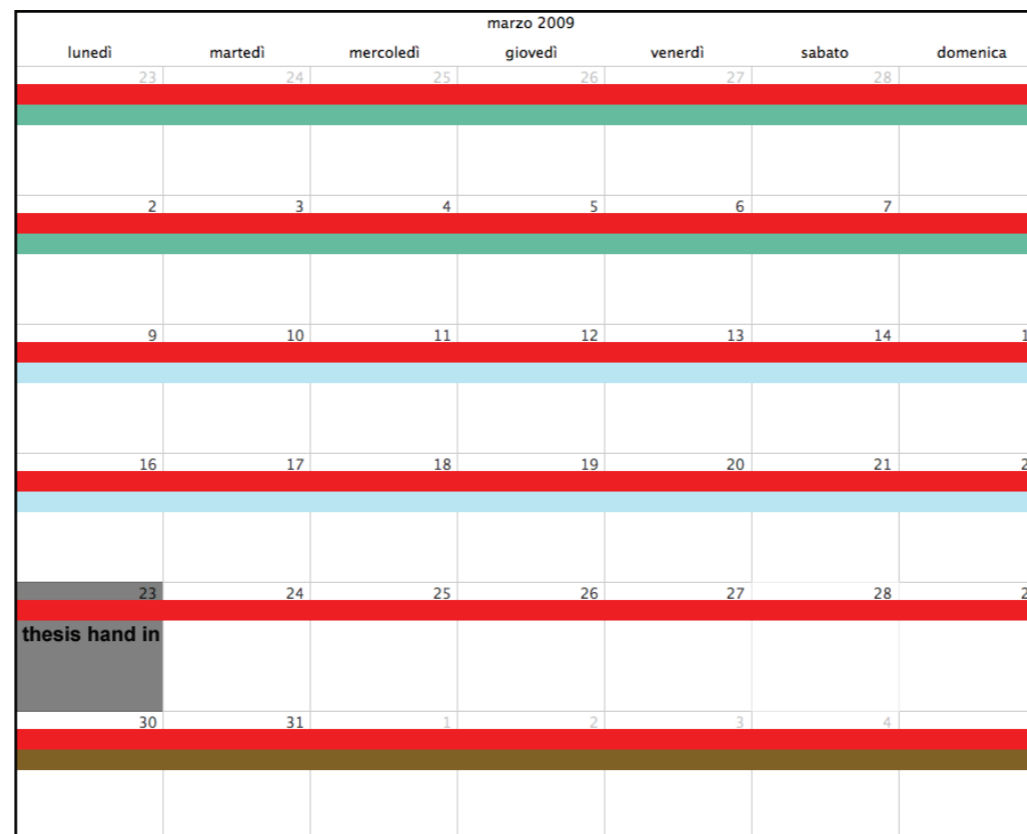 marzo 2009
lunedì martedì mercoledì giovedì venerdì sabato domenica
23 24 25 26 27 28
2 3 4 5 6 7
9 10 11 12 13 14
16 17 18 19 20 21
23 24 25 26 27 28
thesis hand in
30 31 1 2 3 4